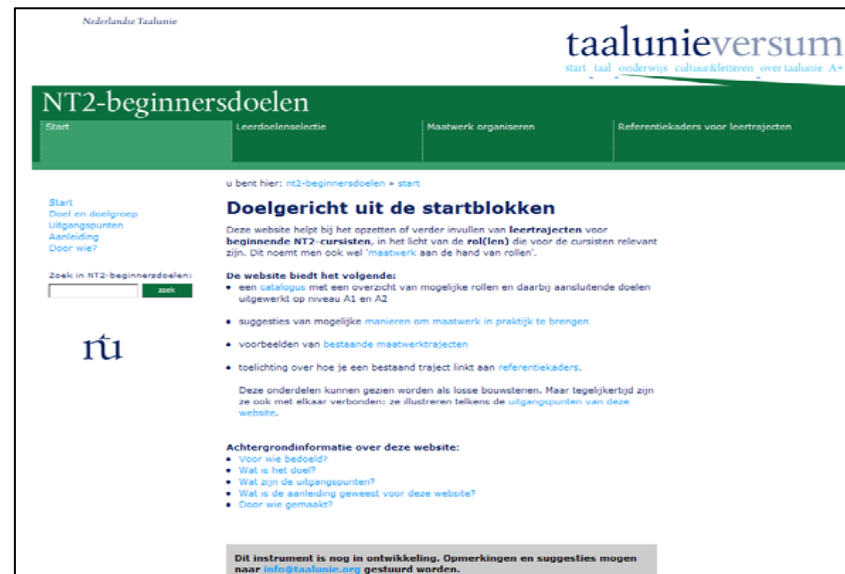 Nederlandse Taalunie
taalunieversum
start taal onderwijs cultuur&letteren over taalunie A+
NT2-beginnersdoelen
Start Leerdoelenselectie Maatwerk organiseren Referentiekaders voor leertrajecten
u bent hier: nt2-beginnersdoelen » start
Start
Doel en doelgroep
Uitgangspunten
Aanleiding
Door wie?
Zoek in NT2-beginnersdoelen:
zoek
ntu
Doelgericht uit de startblokken
Deze website helpt bij het opzetten of verder invullen van leertrajecten voor
beginnende NT2-cursisten, in het licht van de rol(len) die voor de cursisten relevant
zijn. Dit noemt men ook wel 'maatwerk aan de hand van rollen'.
De website biedt het volgende:
• een catalogus met een overzicht van mogelijke rollen en daarbij aansluitende doelen
uitgewerkt op niveau A1 en A2
• suggesties van mogelijke manieren om maatwerk in praktijk te brengen
• voorbeelden van bestaande maatwerktrajecten
• toelichting over hoe je een bestaand traject linkt aan referentiekaders.
Deze onderdelen kunnen gezien worden als losse bouwstenen. Maar tegelijkertijd zijn
ze ook met elkaar verbonden: ze illustreren telkens de uitgangspunten van deze
website.
Achtergrondinformatie over deze website:
• Voor wie bedoeld?
• Wat is het doel?
• Wat zijn de uitgangspunten?
• Wat is de aanleiding geweest voor deze website?
• Door wie gemaakt?
Dit instrument is nog in ontwikkeling. Opmerkingen en suggesties mogen
naar info@taalunie.org gestuurd worden.